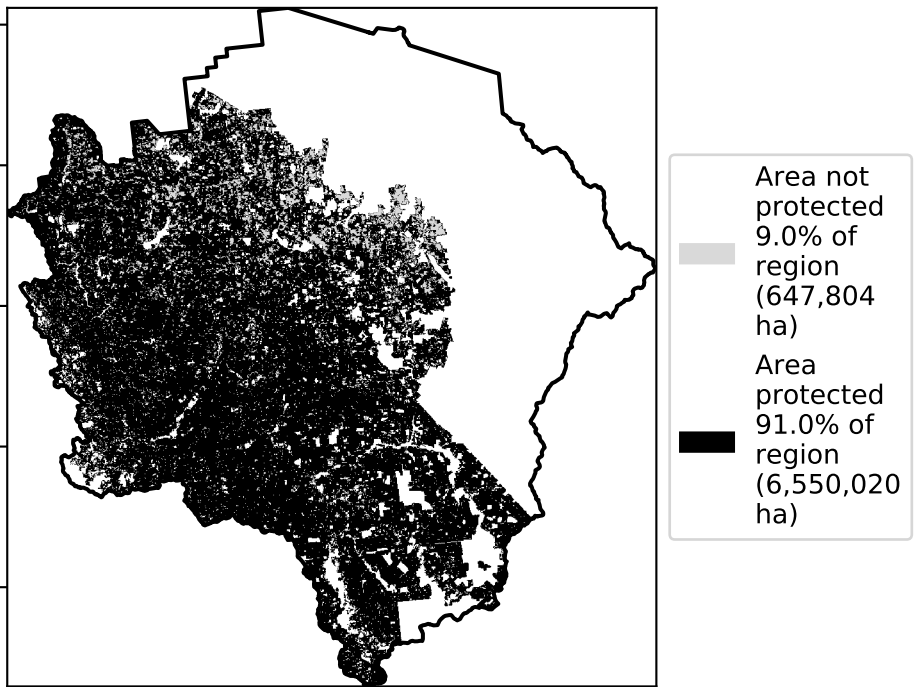 Area not
protected
9.0% of
region
(647,804
ha)
Area
protected
91.0% of
region
(6,550,020
ha)